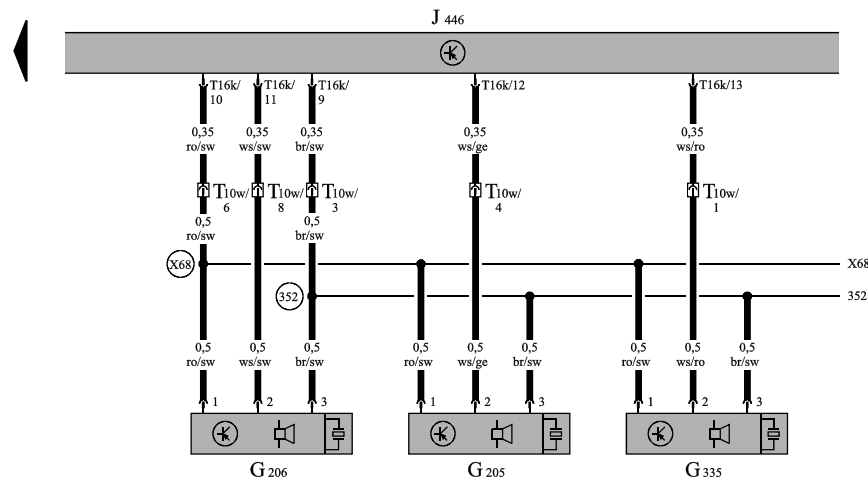 J 446
T16k/ T16k/ T16k/ T16k/12 T16k/13
10 11 9
0,35 0,35 0,35 0,35 0,35
ro/sw ws/sw br/sw ws/ge ws/ro
T10w/ T10w/ T10w/ T10w/ T10w/
6 8 3 4 1
0,5 0,5
ro/sw br/sw
X68 X68
352 352
0,5 0,5 0,5 0,5 0,5 0,5 0,5 0,5 0,5
ro/sw ws/sw br/sw ro/sw ws/ge br/sw ro/sw ws/ro br/sw
1 2 3 1 2 3 1 2 3
G 206 G 205 G 335